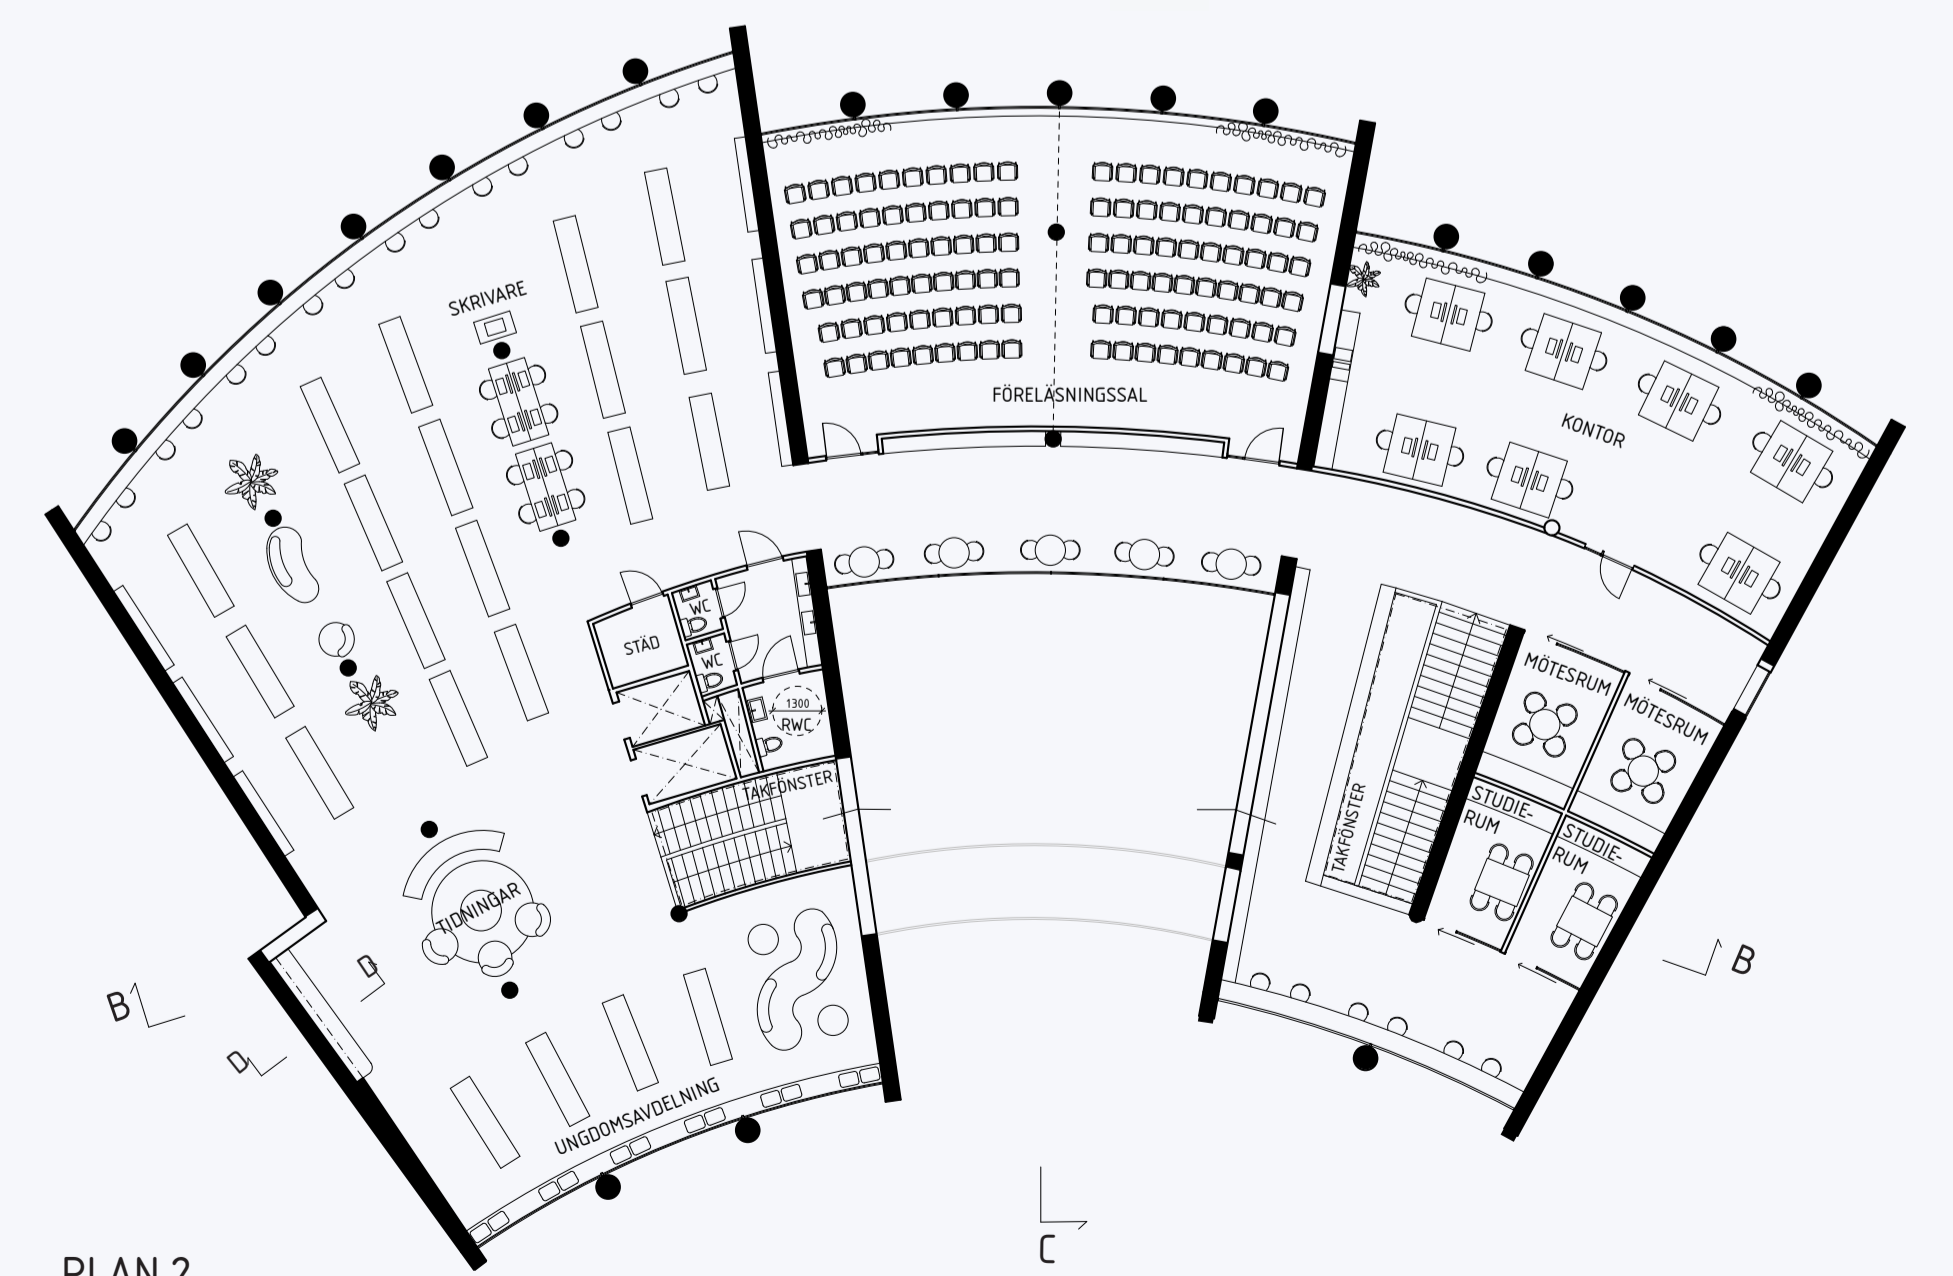 SKRIVARE
FÖRELÄSNINGSSAL
KONTOR
WC
STÄD
WC
1300
RWC
TAKFÖNSTER
MÖTESRUM
MÖTESRUM
STUDIE-
RUM
STUDIE-
RUM
TAKFÖNSTER
TIDNINGAR
D
B
B
D
UNGDOMSAVDELNING
C
PLAN 2